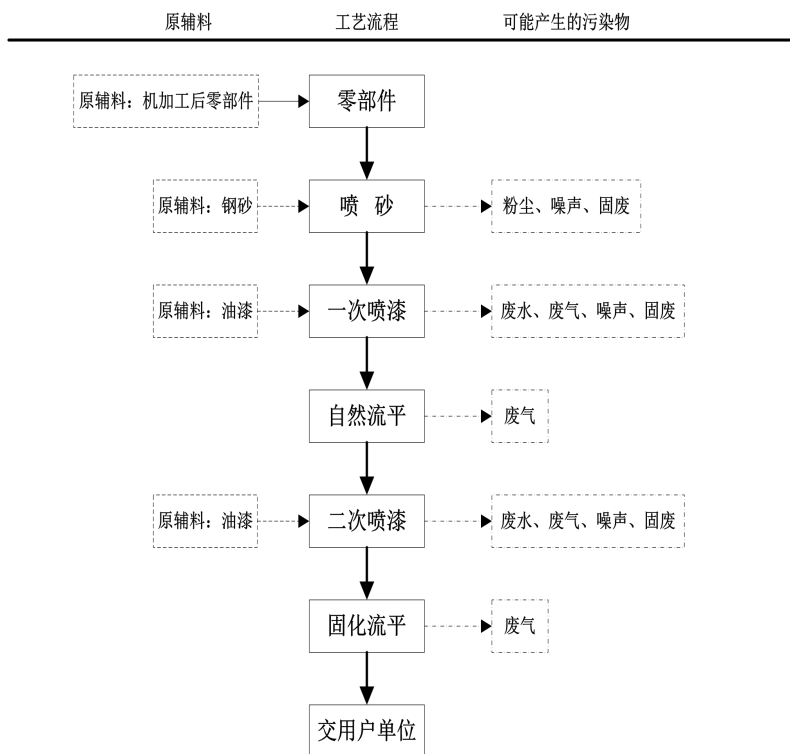 原辅料 工艺流程 可能产生的污染物
原辅料：机加工后零部件 零部件
原辅料：钢砂 喷 砂 粉尘、噪声、固废
原辅料：油漆 一次喷漆 废水、废气、噪声、固废
自然流平 废气
原辅料：油漆 二次喷漆 废水、废气、噪声、固废
固化流平 废气
交用户单位